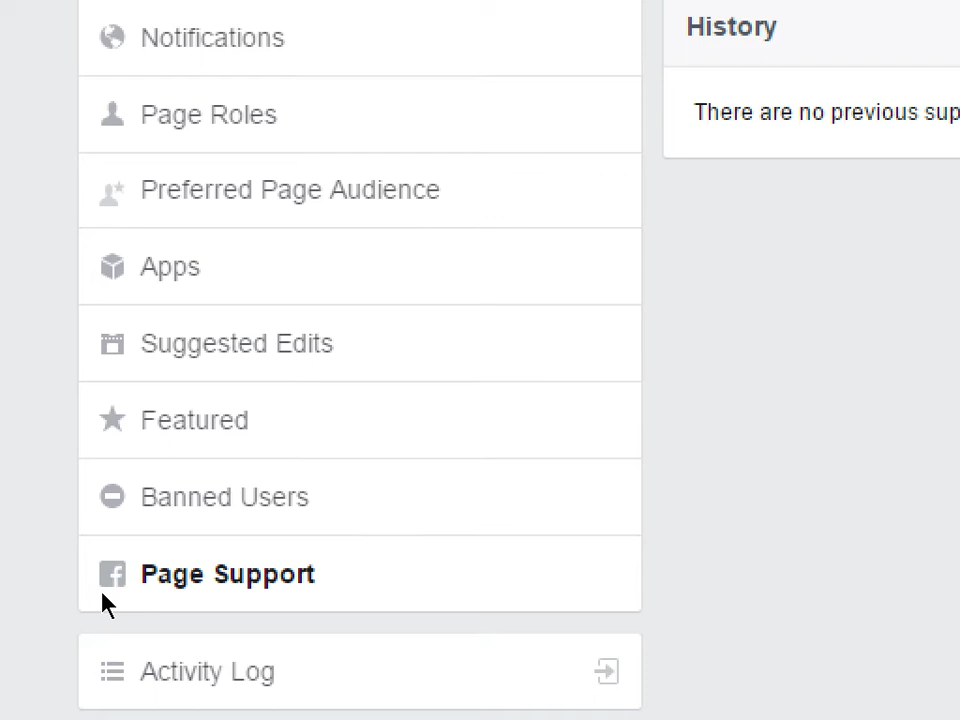 Notifications
Page Roles
Preferred Page Audience
Apps
Suggested Edits
Featured
Banned Users
Page Support
Activity Log
History
There are no previous